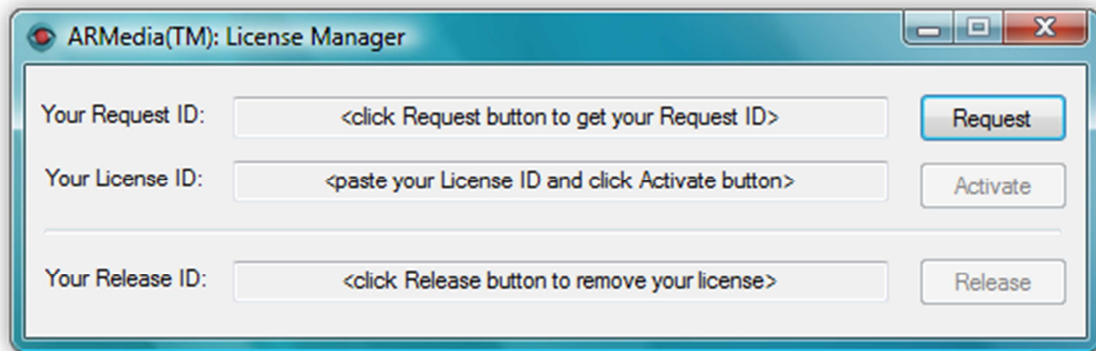 ARMedia(TM): License Manager
Your Request ID: <click Request button to get your Request ID> Request
Your License ID: <paste your License ID and click Activate button> Activate
Your Release ID: <click Release button to remove your license> Release